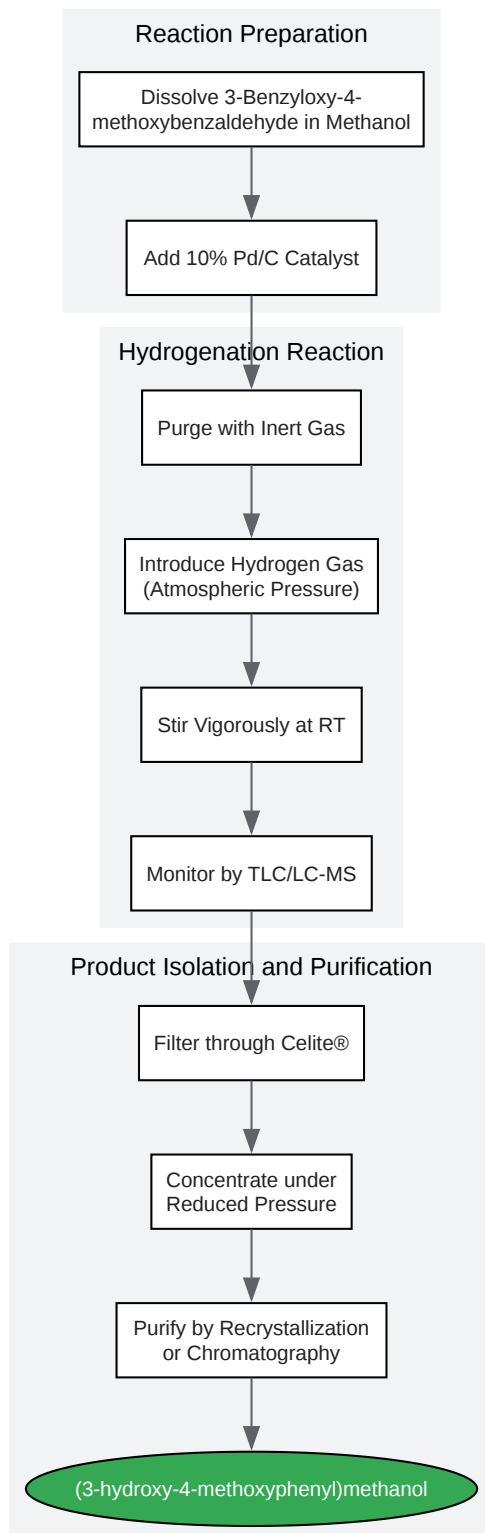 Reaction Preparation
Dissolve 3-Benzyloxy-4-
methoxybenzaldehyde in Methanol
Add 10% Pd/C Catalyst
Hydrogenation Reaction
Purge with Inert Gas
Introduce Hydrogen Gas
(Atmospheric Pressure)
Stir Vigorously at RT
Monitor by TLC/LC-MS
Product Isolation and Purification
Filter through Celite®
Concentrate under
Reduced Pressure
Purify by Recrystallization
or Chromatography
(3-hydroxy-4-methoxyphenyl)methanol